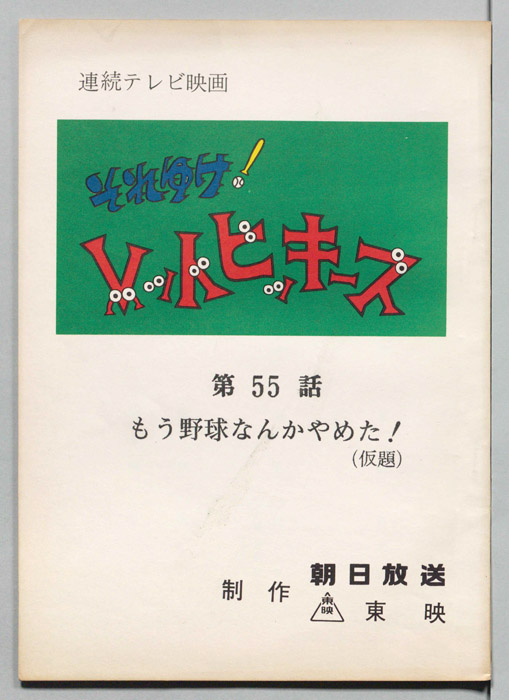 連続テレビ映画
それゆけ!
レッドビッキーズ
第55話
もう野球なんかやめた!
(仮題)
制作 朝日放送
東映 東映